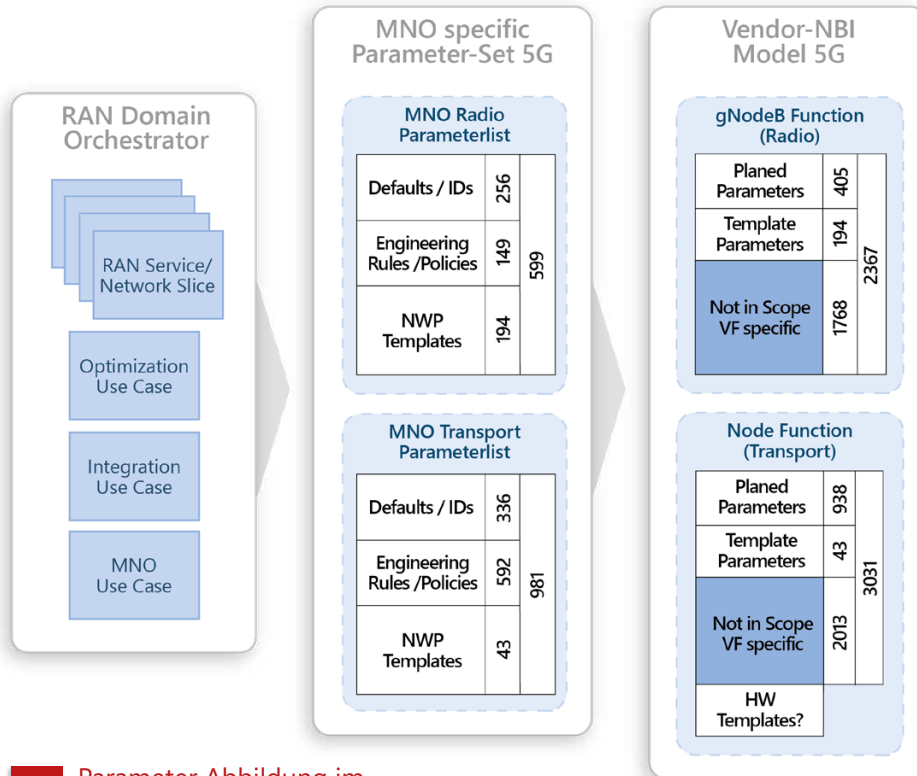 RAN Domain
Orchestrator
RAN Service/
Network Slice
Optimization
Use Case
Integration
Use Case
MNO
Use Case
MNO specific
Parameter-Set 5G
MNO Radio
Parameterlist
Defaults / IDs
256
Engineering
Rules /Policies
149
NWP
Templates
194
599
MNO Transport
Parameterlist
Defaults / IDs
336
Engineering
Rules /Policies
592
NWP
Templates
43
981
Vendor-NBI
Model 5G
gNodeB Function
(Radio)
Planed
Parameters
405
Template
Parameters
194
Not in Scope
VF specific
1768
2367
Node Function
(Transport)
Planed
Parameters
938
Template
Parameters
43
Not in Scope
VF specific
2013
3031
HW
Templates?
Parameter Abbildung im